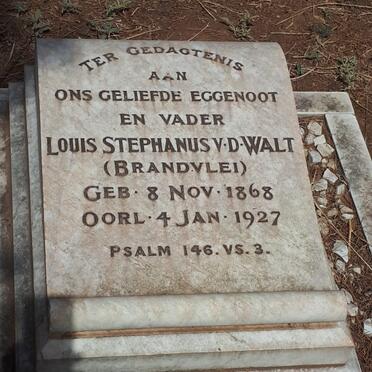 TER GEDAGTENIS
AAN
ONS GELIEFDE EGGENOOT
EN VADER
LOUIS STEPHANUS V.D. WALT
(BRANDVLEI)
GEB. 8 NOV. 1868
OORL. 4 JAN. 1927
PSALM 146. VS. 3.